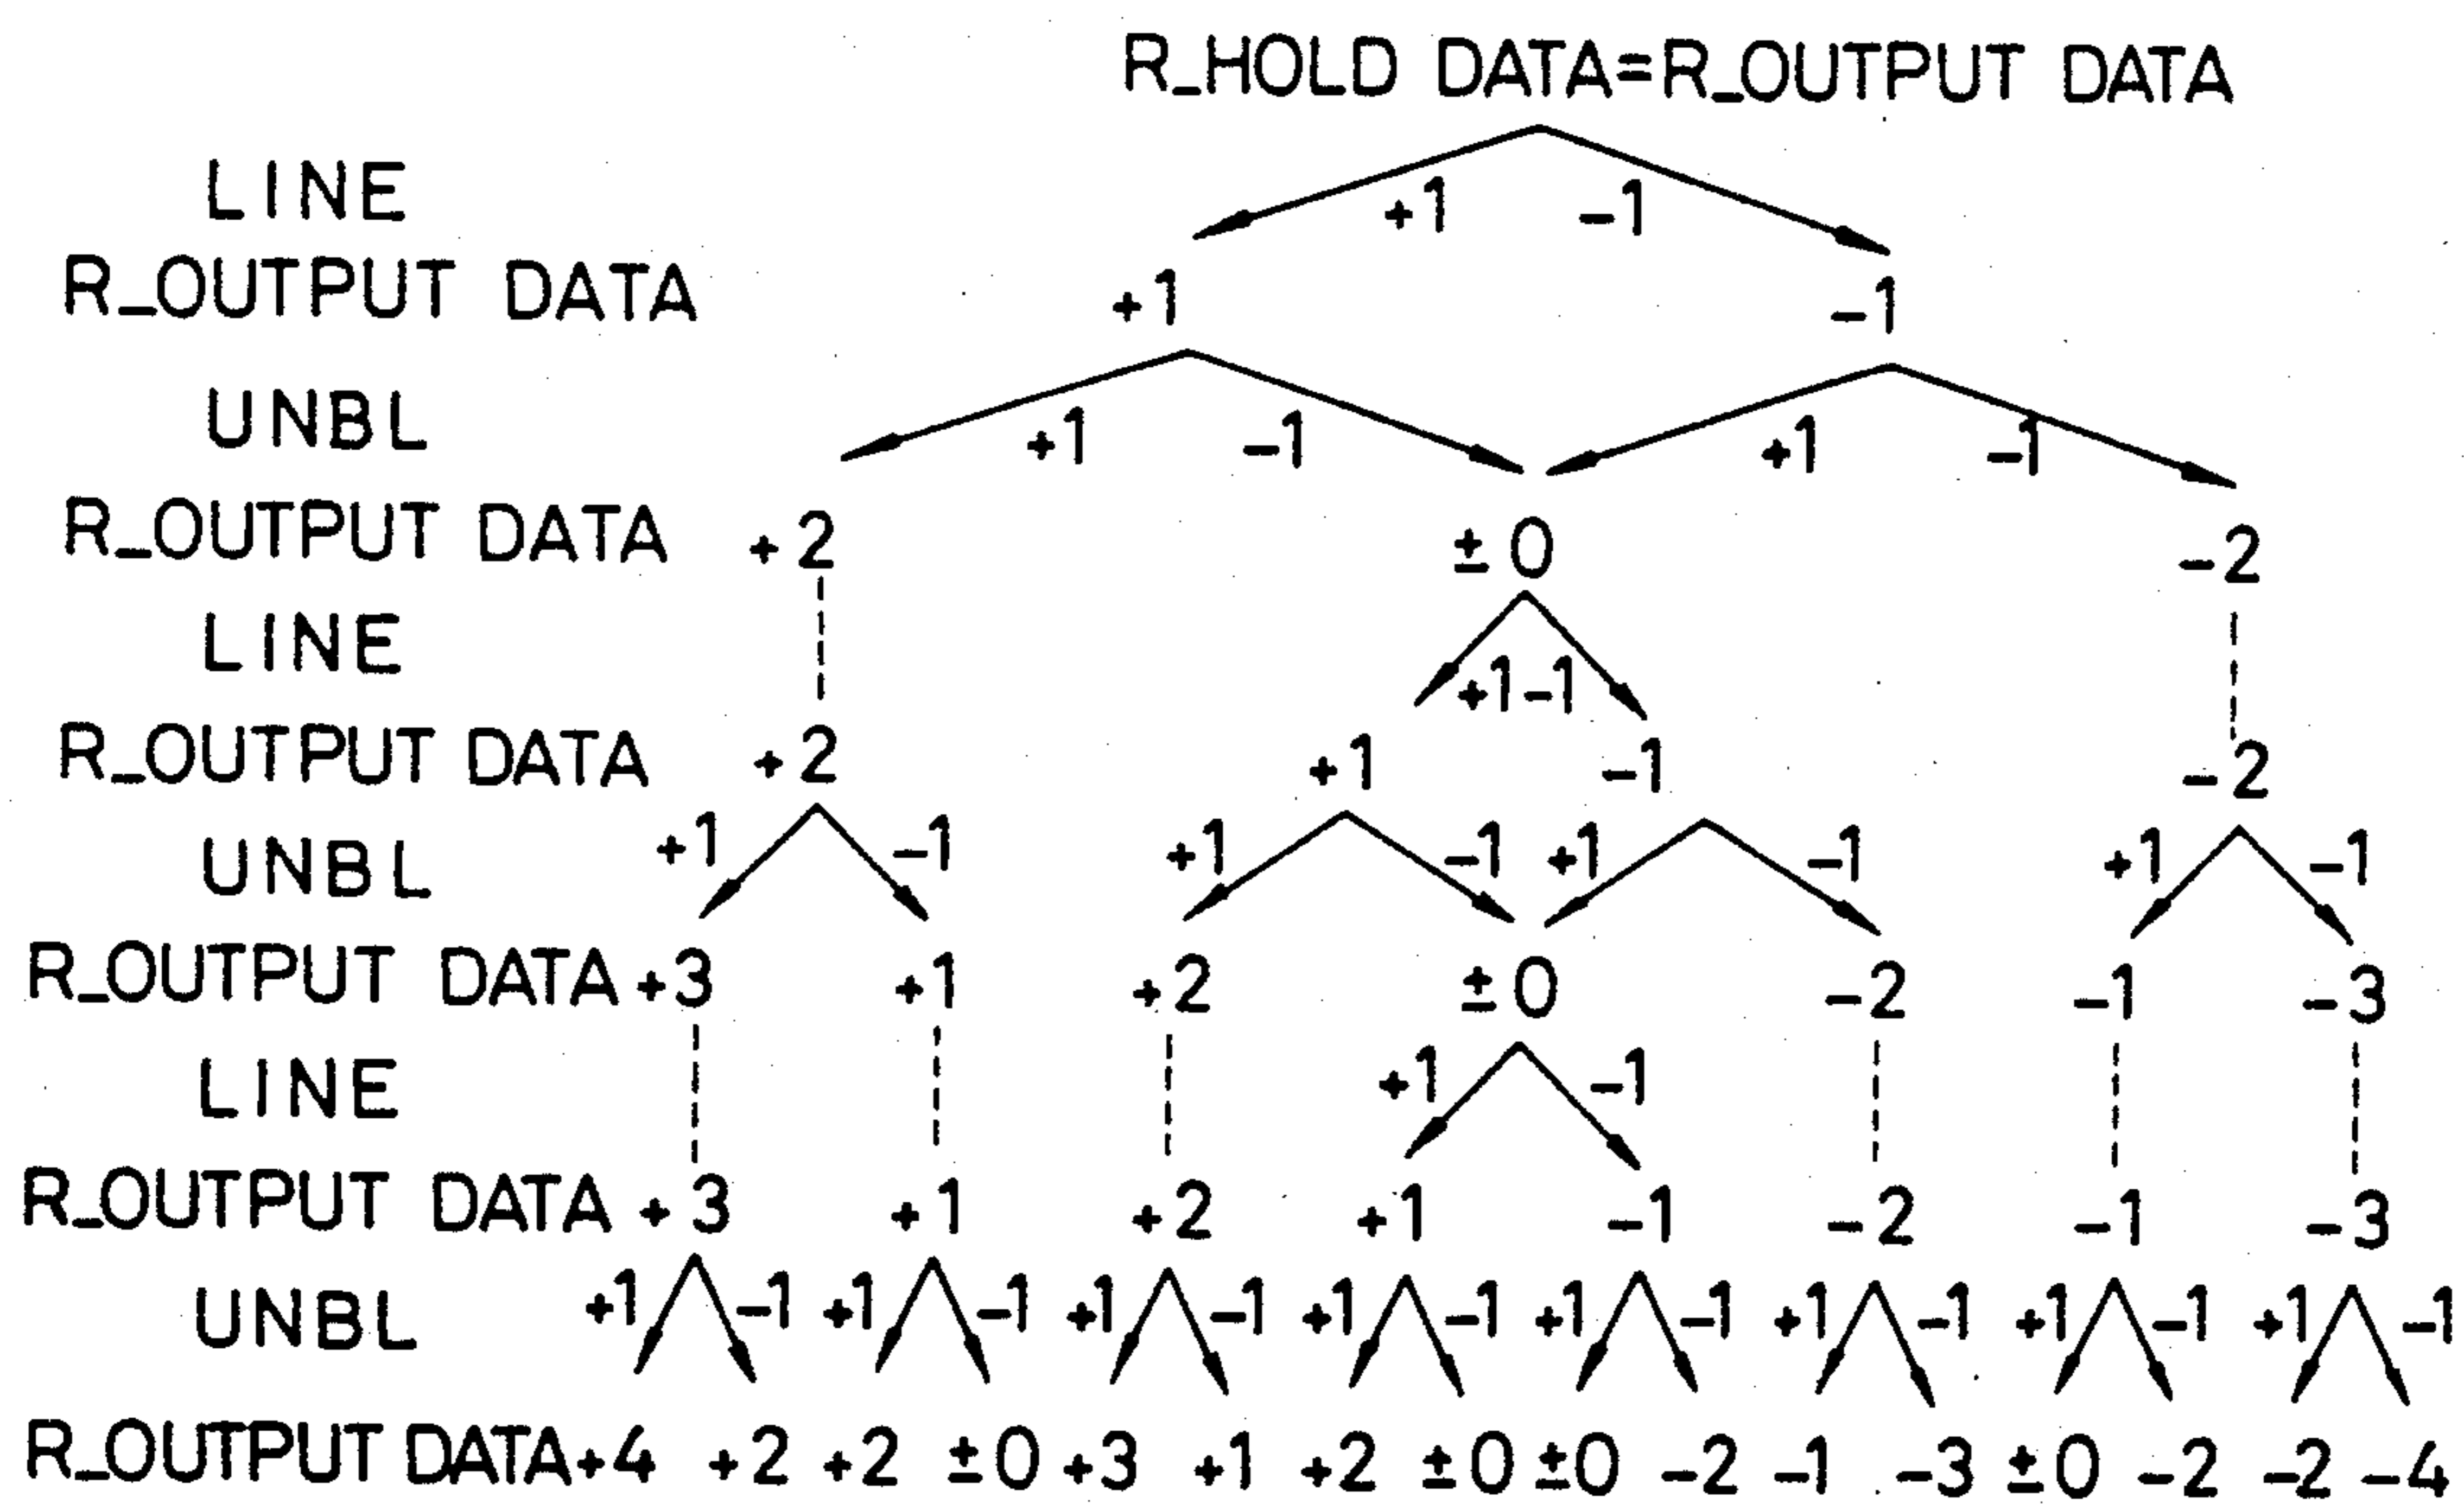 R_HOLD DATA=R_OUTPUT DATA
LINE +1 -1
R_OUTPUT DATA +1 -1
UNBL +1 -1 +1 -1
R_OUTPUT DATA +2 ±0 -2
LINE +1 -1
R_OUTPUT DATA +2 +1 -1 -2
UNBL +1 -1 +1 -1 +1 -1 +1 -1
R_OUTPUT DATA +3 +1 +2 ±0 -2 -1 -3
LINE +1 -1
R_OUTPUT DATA +3 +1 +2 +1 -1 -2 -1 -3
UNBL +1 -1 +1 -1 +1 -1 +1 -1 +1 -1 +1 -1 +1 -1 +1 -1
R_OUTPUT DATA +4 +2 +2 ±0 +3 +1 +2 ±0 ±0 -2 -1 -3 ±0 -2 -2 -4